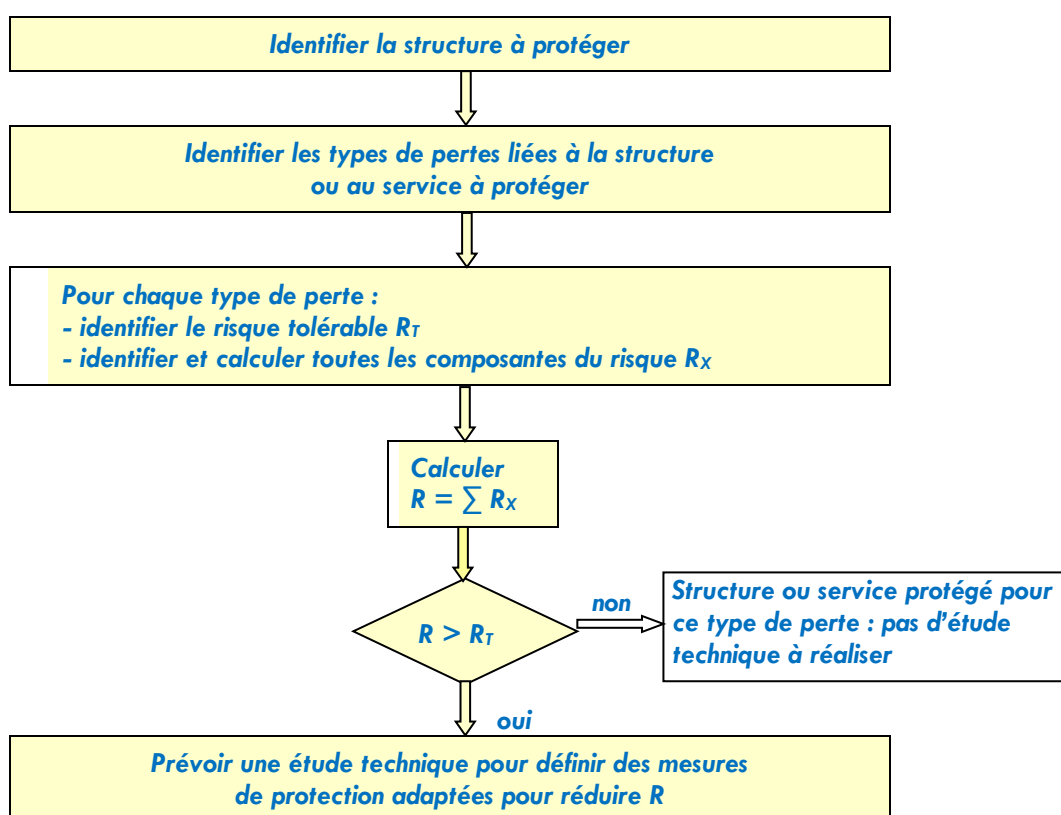 Identifier la structure à protéger
Identifier les types de pertes liées à la structure
ou au service à protéger
Pour chaque type de perte :
- identifier le risque tolérable RT
- identifier et calculer toutes les composantes du risque RX
Calculer
R = ∑ RX
R > RT
non
Structure ou service protégé pour
ce type de perte : pas d’étude
technique à réaliser
oui
Prévoir une étude technique pour définir des mesures
de protection adaptées pour réduire R